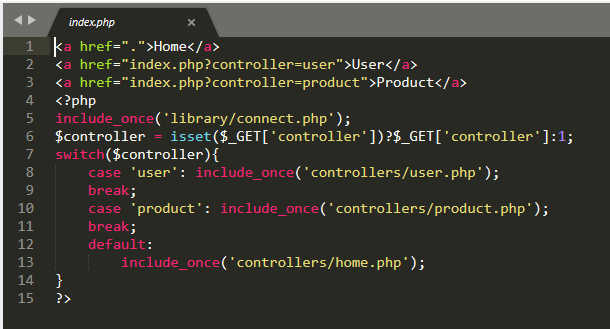 index.php ×
1 <a href=".">Home</a>
2 <a href="index.php?controller=user">User</a>
3 <a href="index.php?controller=product">Product</a>
4 <?php
5 include_once('library/connect.php');
6 $controller = isset($_GET['controller'])?$_GET['controller']:1;
7 switch($controller){
8     case 'user': include_once('controllers/user.php');
9     break;
10     case 'product': include_once('controllers/product.php');
11     break;
12     default:
13         include_once('controllers/home.php');
14 }
15 ?>